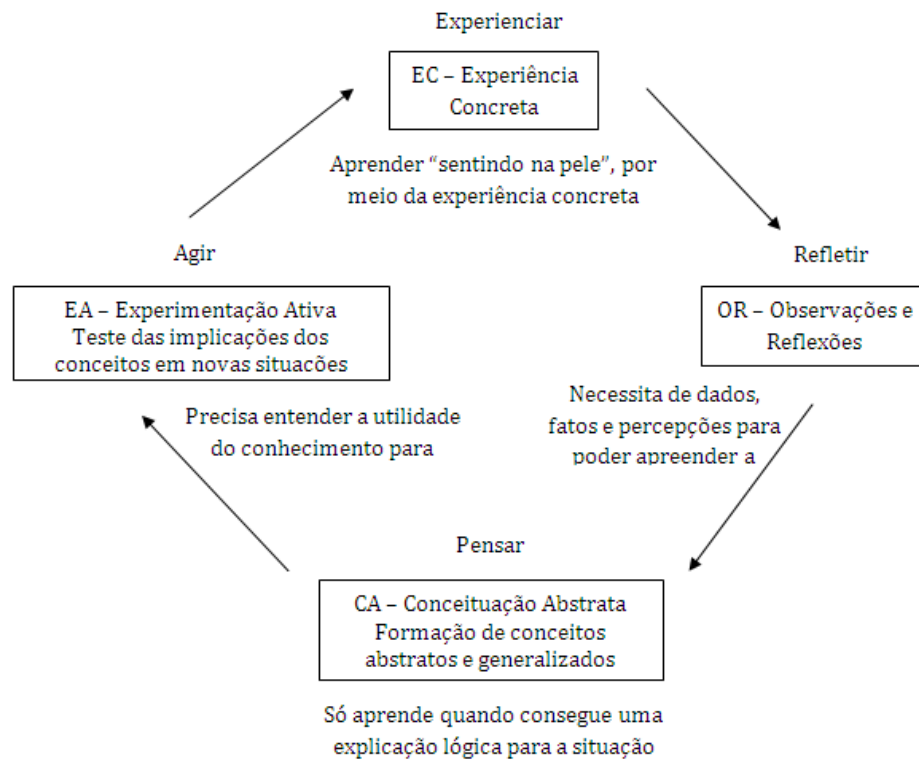 Experienciar
EC – Experiência
Concreta
Aprender “sentindo na pele”, por
meio da experiência concreta
Agir
EA – Experimentação Ativa
Teste das implicações dos
conceitos em novas situações
Precisa entender a utilidade
do conhecimento para
Refletir
OR – Observações e
Reflexões
Necessita de dados,
fatos e percepções para
poder apreender a
Pensar
CA – Conceituação Abstrata
Formação de conceitos
abstratos e generalizados
Só aprende quando consegue uma
explicação lógica para a situação